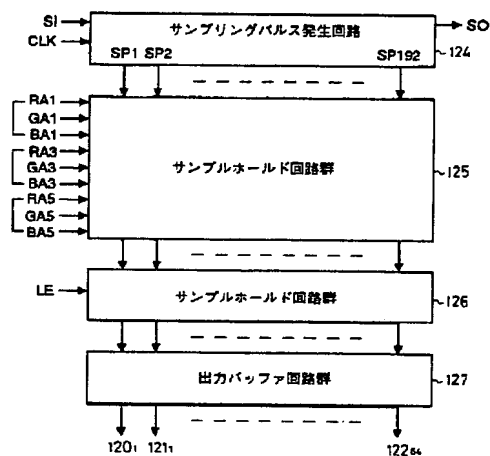 SI
サンプリングパルス発生回路
SO
CLK
SP1 SP2 SP192
124
RA1
GA1
BA1
RA3
GA3
BA3
RA5
GA5
BA5
サンプルホールド回路群
125
LE
サンプルホールド回路群
126
出力バッファ回路群
127
120₁ 121₁ 122₆₄